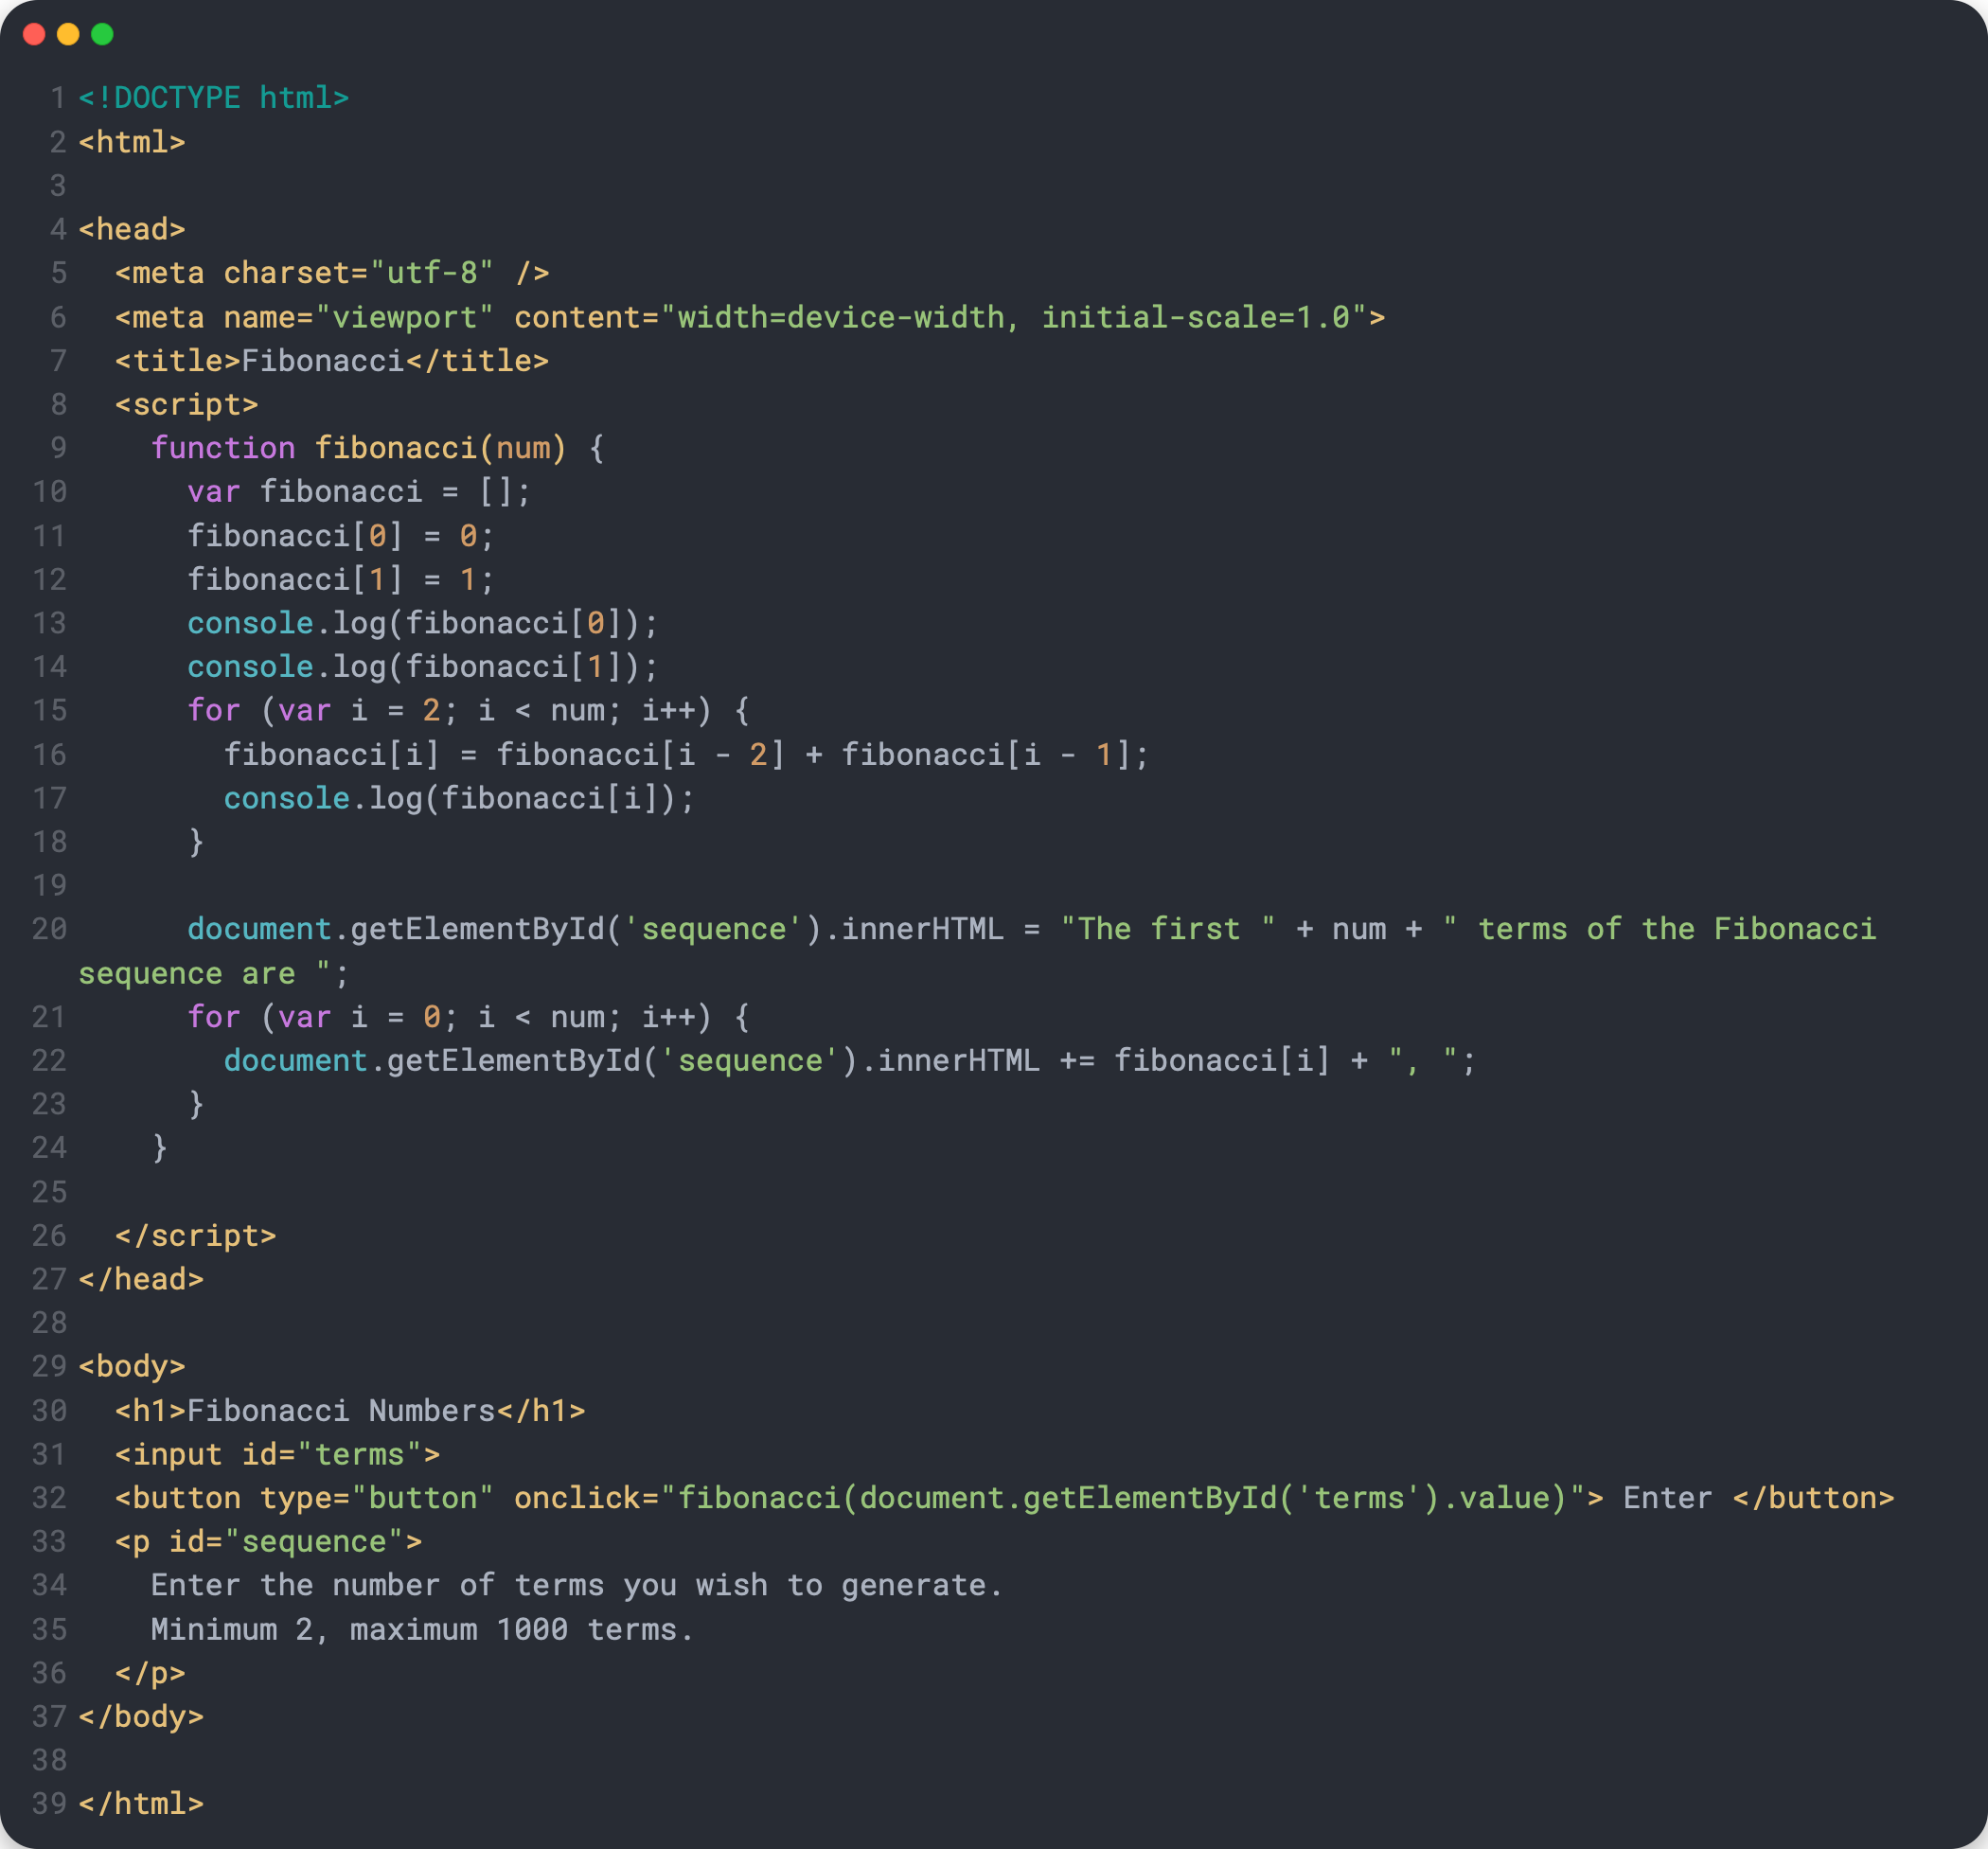 1 <!DOCTYPE html>
2 <html>
3
4 <head>
5   <meta charset="utf-8" />
6   <meta name="viewport" content="width=device-width, initial-scale=1.0">
7   <title>Fibonacci</title>
8   <script>
9     function fibonacci(num) {
10       var fibonacci = [];
11       fibonacci[0] = 0;
12       fibonacci[1] = 1;
13       console.log(fibonacci[0]);
14       console.log(fibonacci[1]);
15       for (var i = 2; i < num; i++) {
16         fibonacci[i] = fibonacci[i - 2] + fibonacci[i - 1];
17         console.log(fibonacci[i]);
18       }
19
20       document.getElementById('sequence').innerHTML = "The first " + num + " terms of the Fibonacci
sequence are ";
21       for (var i = 0; i < num; i++) {
22         document.getElementById('sequence').innerHTML += fibonacci[i] + ", ";
23       }
24     }
25
26   </script>
27 </head>
28
29 <body>
30   <h1>Fibonacci Numbers</h1>
31   <input id="terms">
32   <button type="button" onclick="fibonacci(document.getElementById('terms').value)"> Enter </button>
33   <p id="sequence">
34     Enter the number of terms you wish to generate.
35     Minimum 2, maximum 1000 terms.
36   </p>
37 </body>
38
39 </html>